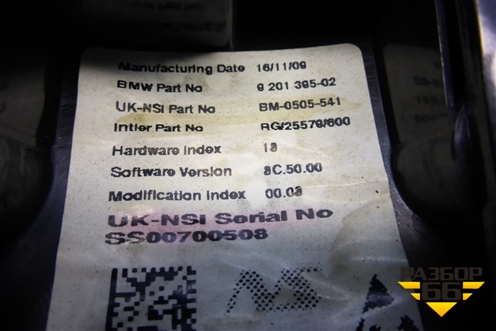 Manufacturing Date 16/11/09
BMW Part No 9 201 395-02
UK-NSI Part No BM-0505-541
Intier Part No RG/25579/600
Hardware Index 13
Software Version 8C.50.00
Modification Index 00.03
UK-NSI Serial No
SS00700508
NS
РАЗБОР
66